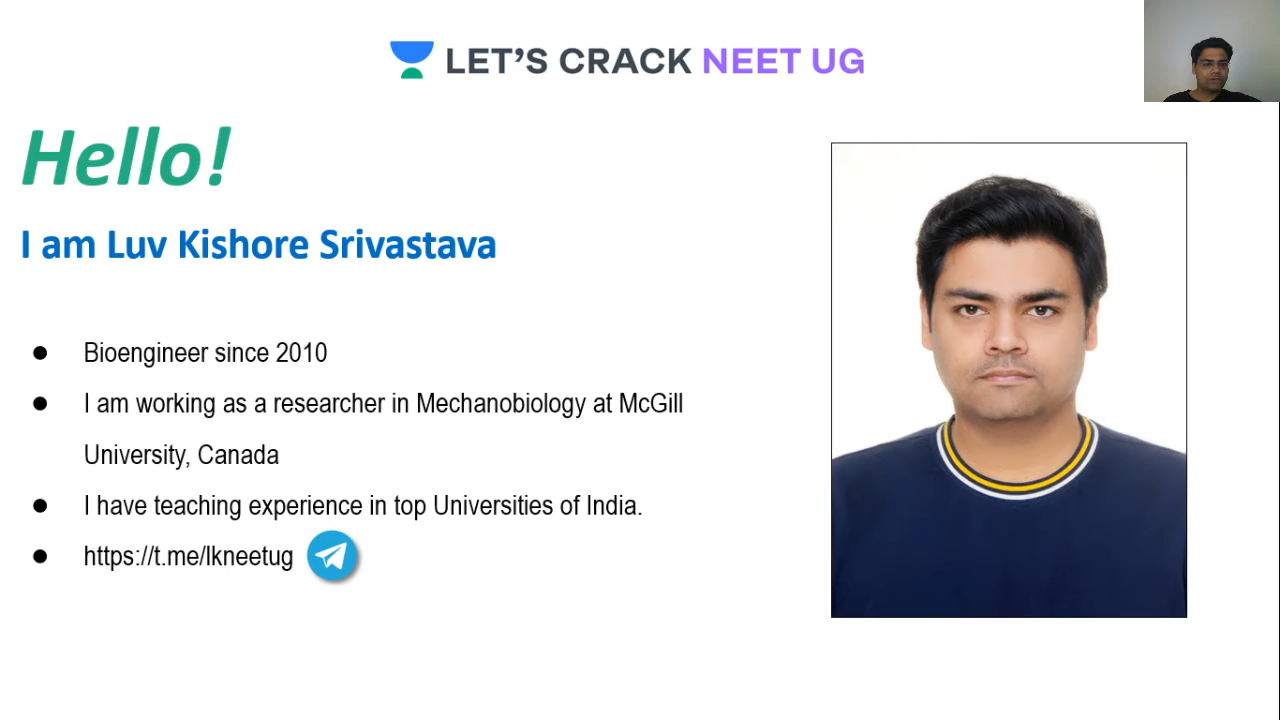 LET'S CRACK NEET UG
Hello!
I am Luv Kishore Srivastava
● Bioengineer since 2010
● I am working as a researcher in Mechanobiology at McGill
University, Canada
● I have teaching experience in top Universities of India.
● https://t.me/lkneetug